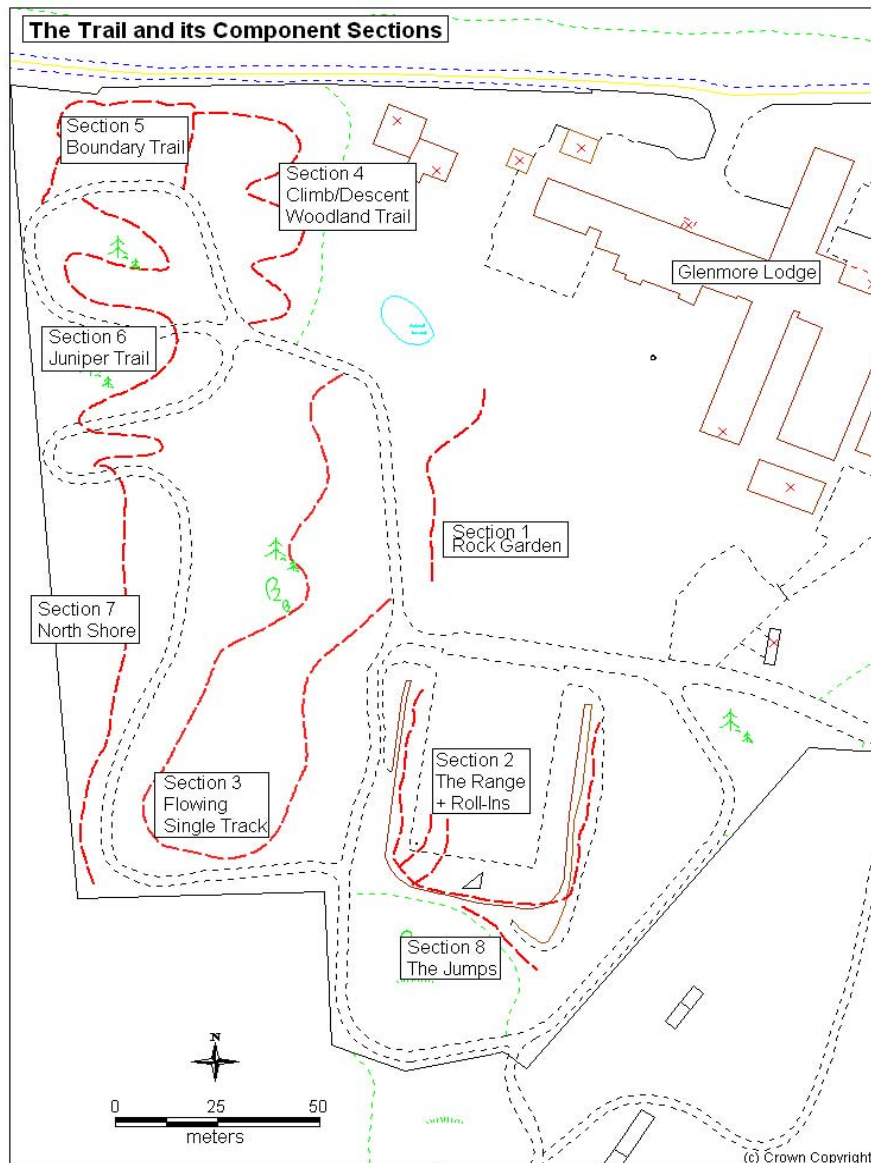 The Trail and its Component Sections
Section 5
Boundary Trail
Section 4
Climb/Descent
Woodland Trail
Glenmore Lodge
Section 6
Juniper Trail
Section 1
Rock Garden
Section 7
North Shore
Section 2
The Range
+ Roll-Ins
Section 3
Flowing
Single Track
Section 8
The Jumps
N
0 25 50
meters
(c) Crown Copyright